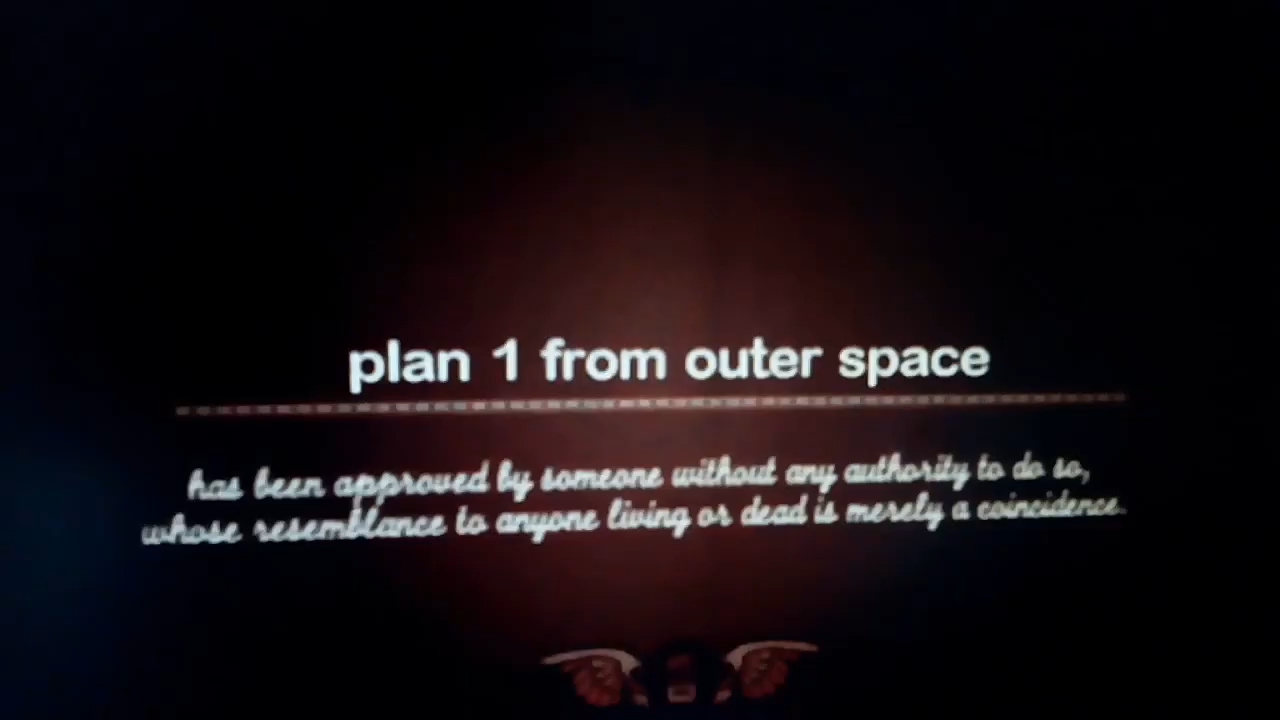 plan 1 from outer space
has been approved by someone without any authority to do so,
whose resemblance to anyone living or dead is merely a coincidence.